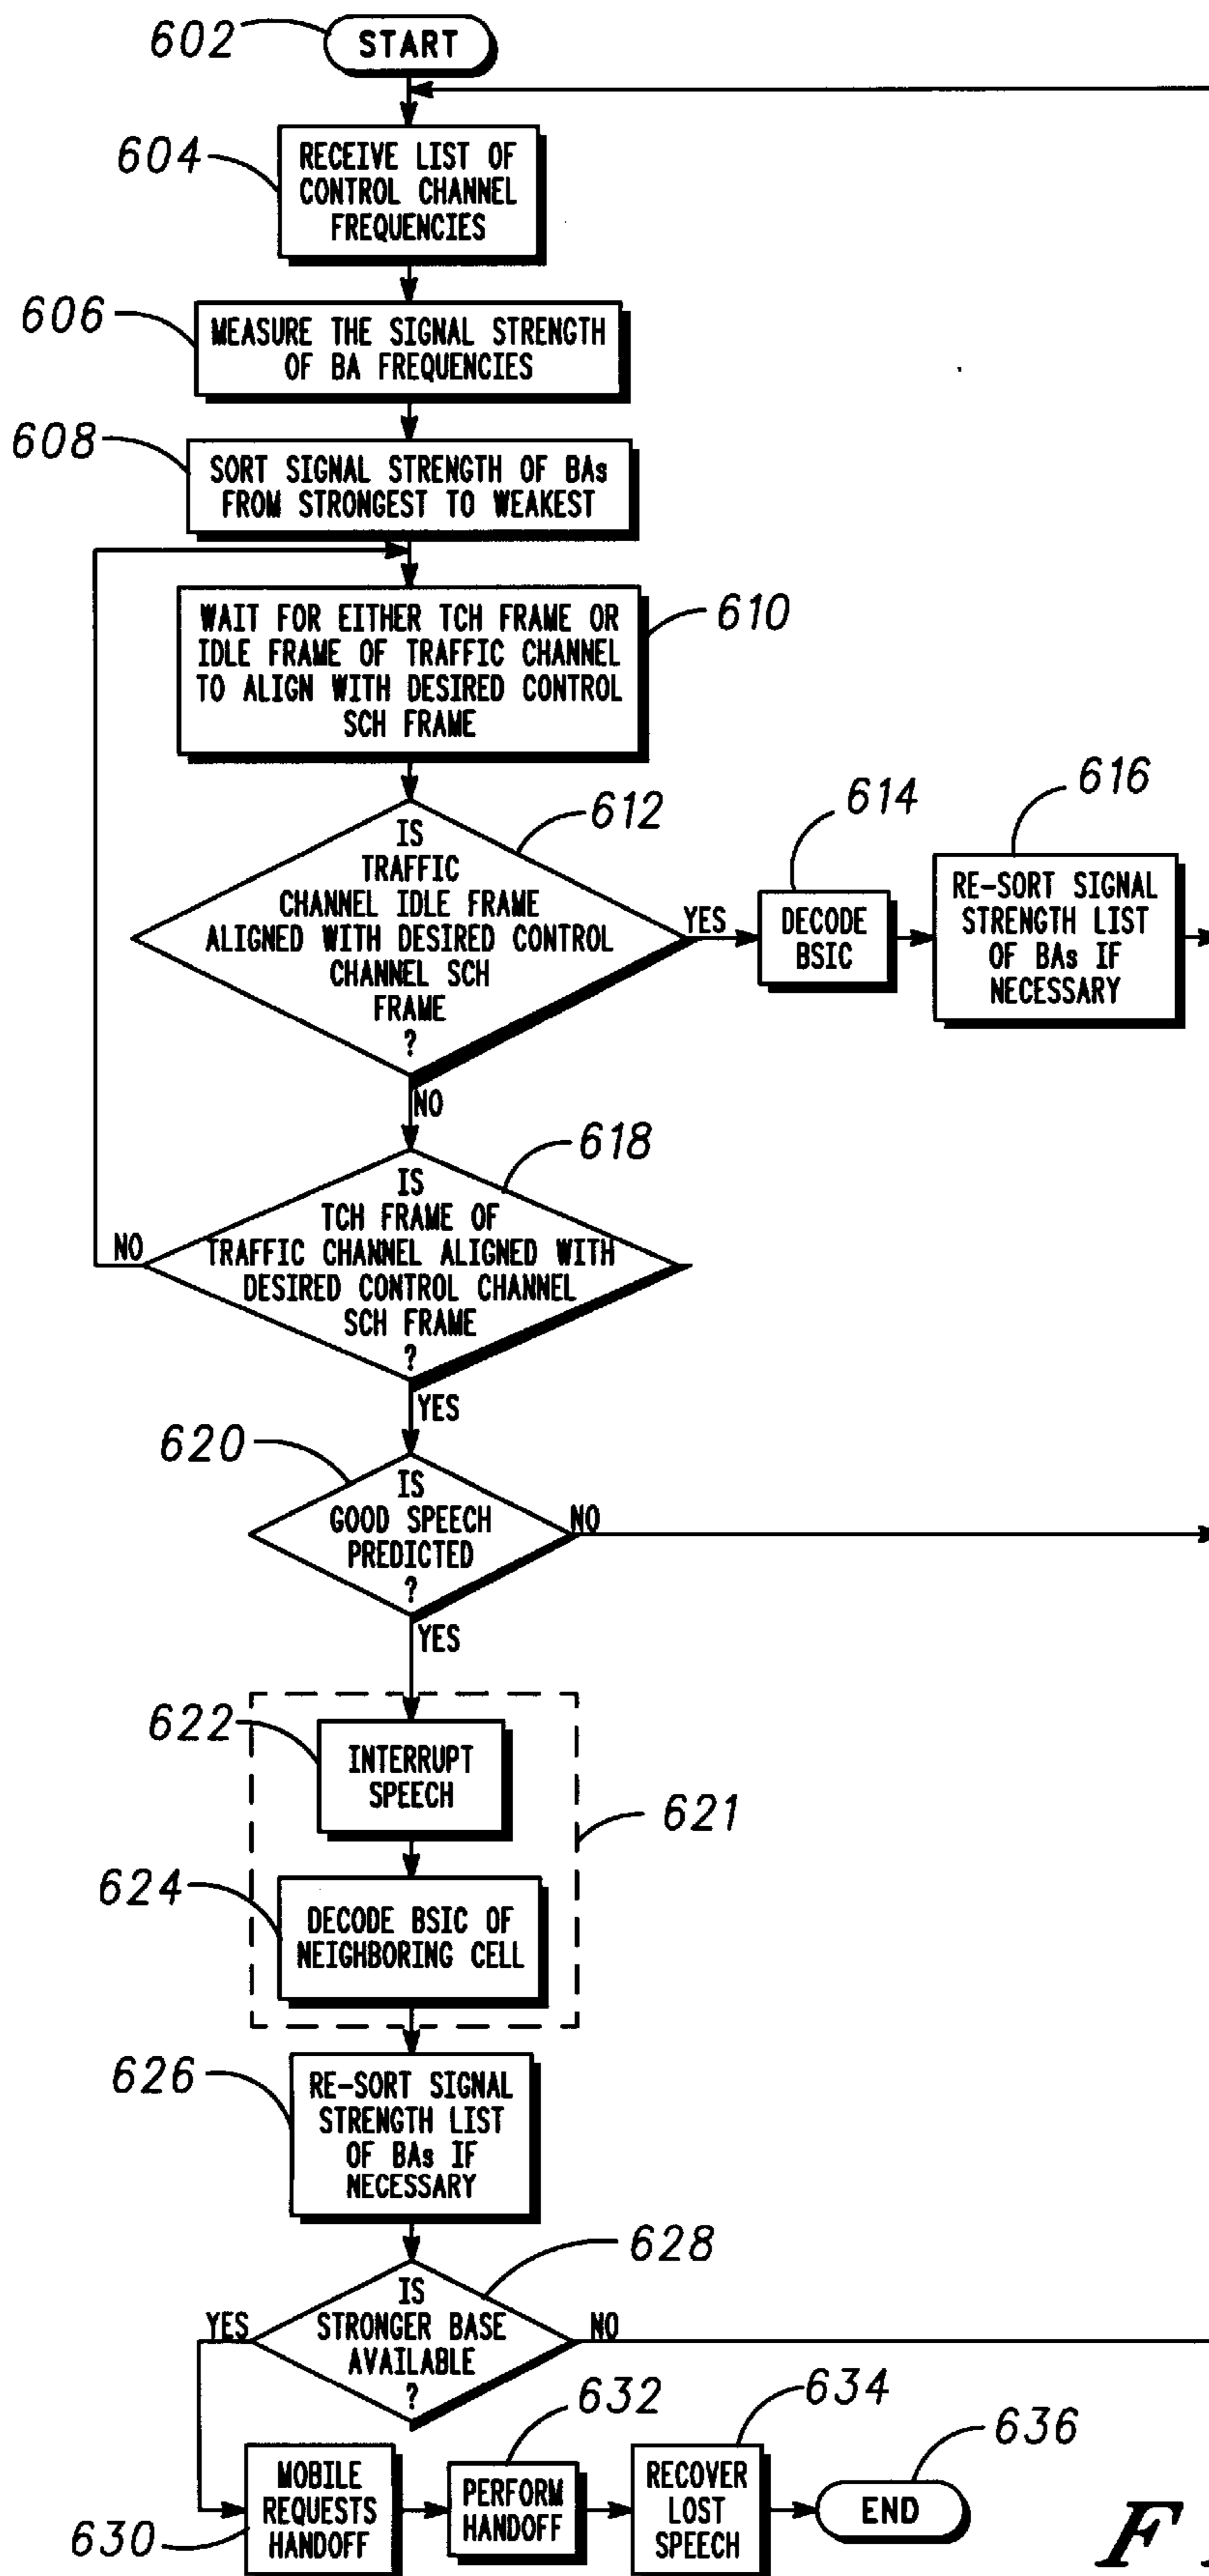 602
START
604
RECEIVE LIST OF
CONTROL CHANNEL
FREQUENCIES
606
MEASURE THE SIGNAL STRENGTH
OF BA FREQUENCIES
608
SORT SIGNAL STRENGTH OF BAs
FROM STRONGEST TO WEAKEST
610
WAIT FOR EITHER TCH FRAME OR
IDLE FRAME OF TRAFFIC CHANNEL
TO ALIGN WITH DESIRED CONTROL
SCH FRAME
612
IS
TRAFFIC
CHANNEL IDLE FRAME
ALIGNED WITH DESIRED CONTROL
CHANNEL SCH
FRAME
?
YES
614
DECODE
BSIC
616
RE-SORT SIGNAL
STRENGTH LIST
OF BAs IF
NECESSARY
NO
618
IS
TCH FRAME OF
TRAFFIC CHANNEL ALIGNED WITH
DESIRED CONTROL CHANNEL
SCH FRAME
?
NO
YES
620
IS
GOOD SPEECH
PREDICTED
?
NO
YES
622
INTERRUPT
SPEECH
621
624
DECODE BSIC OF
NEIGHBORING CELL
626
RE-SORT SIGNAL
STRENGTH LIST
OF BAs IF
NECESSARY
628
IS
STRONGER BASE
AVAILABLE
?
YES
NO
630
MOBILE
REQUESTS
HANDOFF
632
PERFORM
HANDOFF
634
RECOVER
LOST
SPEECH
636
END
F